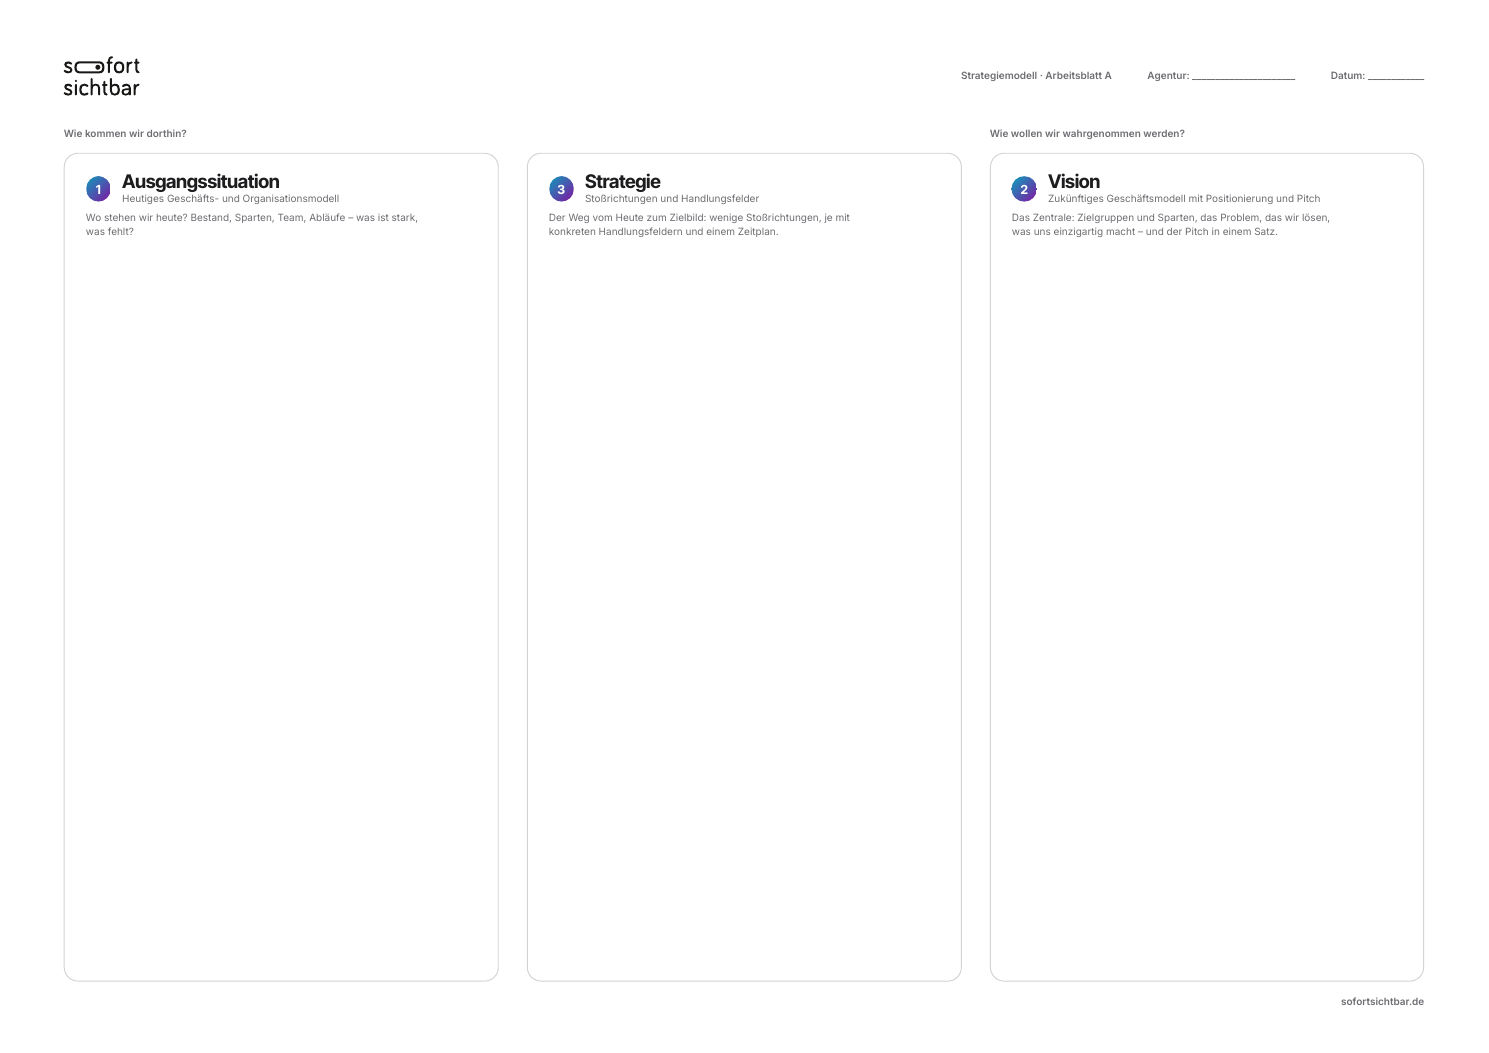 sofort
sichtbar
Strategiemodell · Arbeitsblatt A
Agentur: ____________________
Datum: ___________
Wie kommen wir dorthin?
Wie wollen wir wahrgenommen werden?
1
Ausgangssituation
Heutiges Geschäfts- und Organisationsmodell
Wo stehen wir heute? Bestand, Sparten, Team, Abläufe – was ist stark,
was fehlt?
3
Strategie
Stoßrichtungen und Handlungsfelder
Der Weg vom Heute zum Zielbild: wenige Stoßrichtungen, je mit
konkreten Handlungsfeldern und einem Zeitplan.
2
Vision
Zukünftiges Geschäftsmodell mit Positionierung und Pitch
Das Zentrale: Zielgruppen und Sparten, das Problem, das wir lösen,
was uns einzigartig macht – und der Pitch in einem Satz.
sofortsichtbar.de